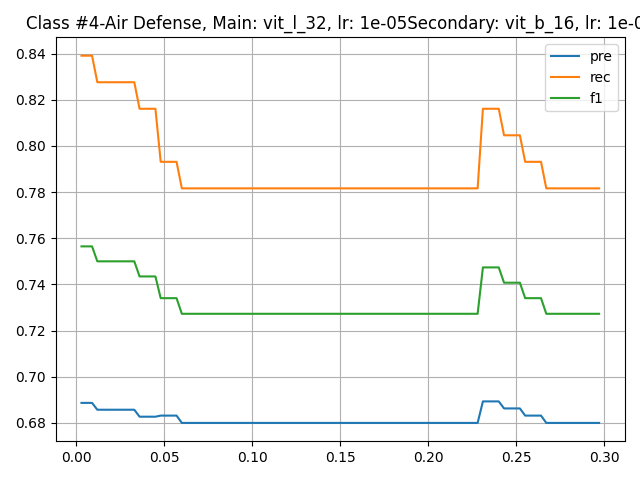 Class #4-Air Defense, Main: vit_l_32, lr: 1e-05Secondary: vit_b_16, lr: 1e-0
pre
rec
f1
0.84
0.82
0.80
0.78
0.76
0.74
0.72
0.70
0.68
0.00 0.05 0.10 0.15 0.20 0.25 0.30